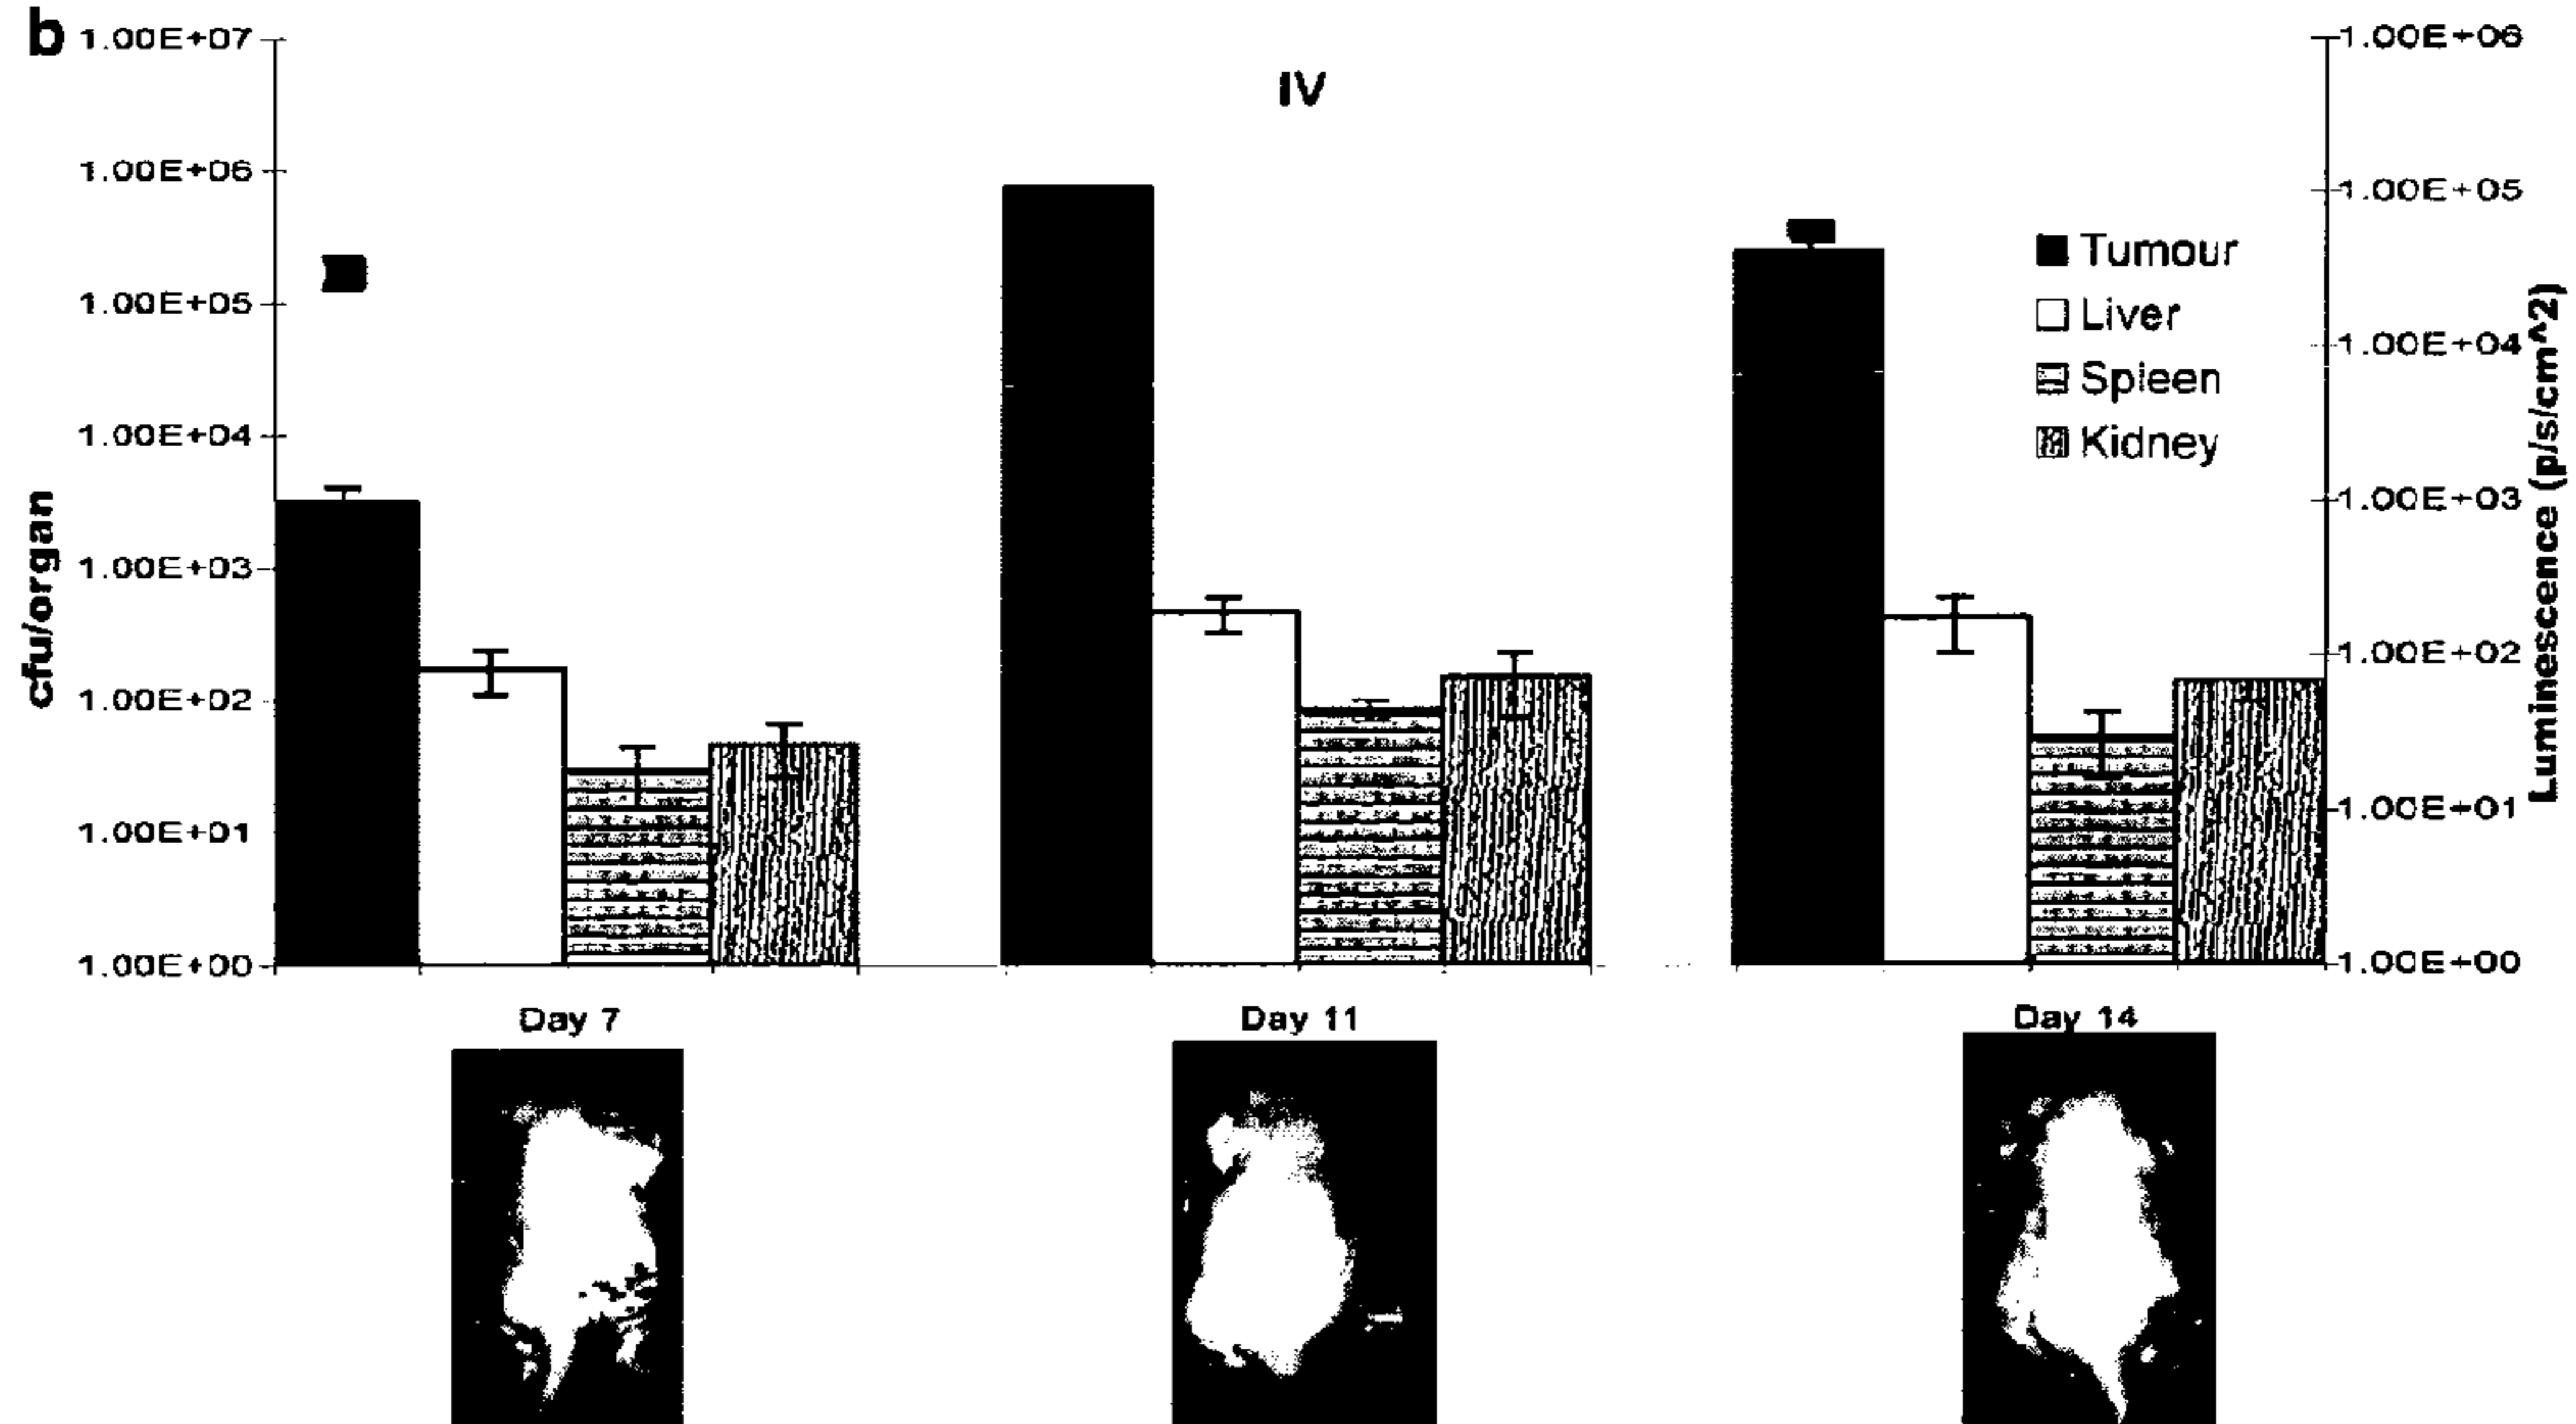 b
IV
1.00E+07
1.00E+06
1.00E+05
1.00E+04
1.00E+03
1.00E+02
1.00E+01
1.00E+00
cfu/organ
1.00E+06
1.00E+05
1.00E+04
1.00E+03
1.00E+02
1.00E+01
1.00E+00
Luminescence (p/s/cm^2)
Tumour
Liver
Spleen
Kidney
Day 7
Day 11
Day 14